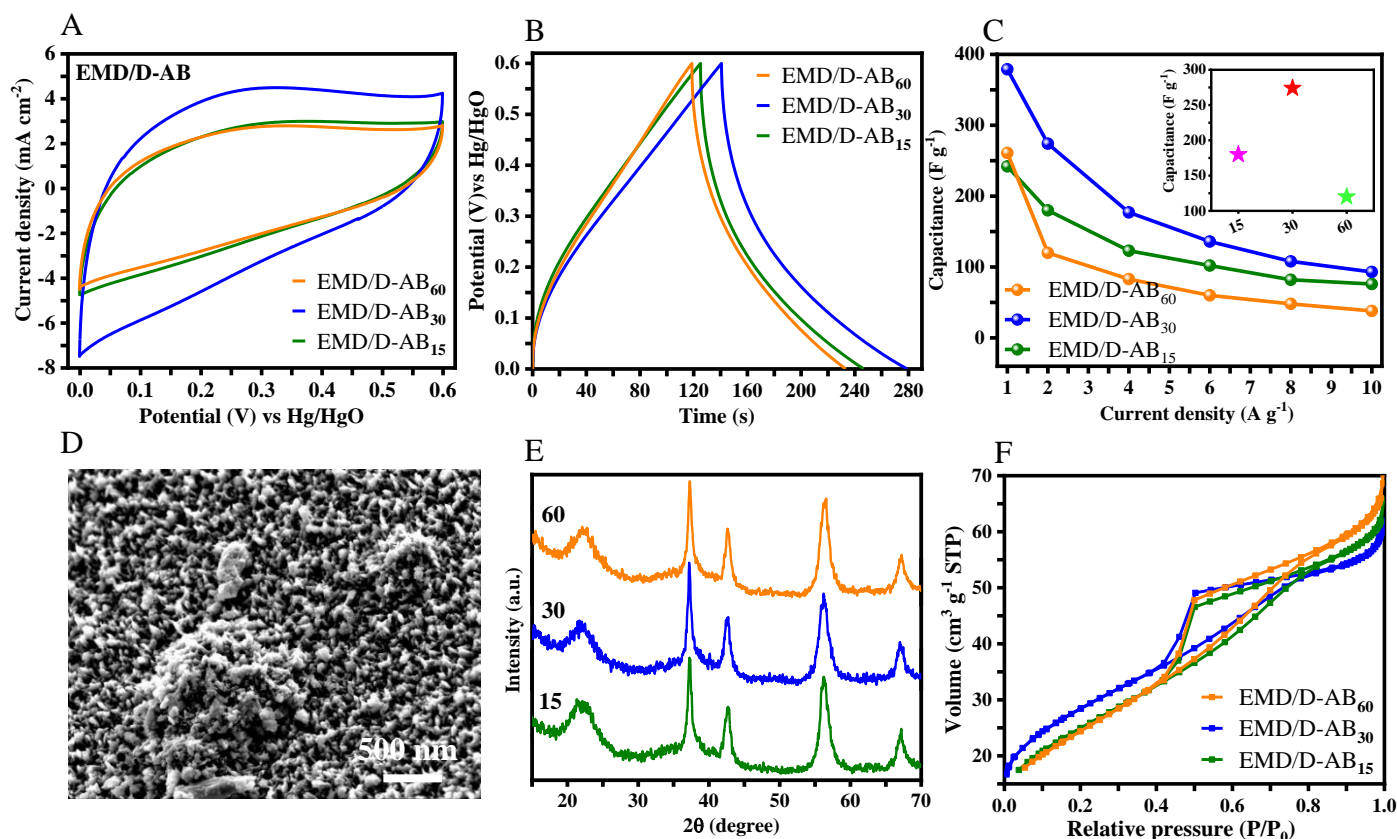 A
EMD/D-AB
Current density (mA cm⁻²)
6
4
2
0
-2
-4
-6
-8
EMD/D-AB₆₀
EMD/D-AB₃₀
EMD/D-AB₁₅
0.0 0.1 0.2 0.3 0.4 0.5 0.6
Potential (V) vs Hg/HgO
B
Potential (V)vs Hg/HgO
0.6
0.5
0.4
0.3
0.2
0.1
0.0
EMD/D-AB₆₀
EMD/D-AB₃₀
EMD/D-AB₁₅
0 40 80 120 160 200 240 280
Time (s)
C
Capacitance (F g⁻¹)
400
300
200
100
0
Capacitance (F g⁻¹)
300
250
200
150
100
15 30 60
EMD/D-AB₆₀
EMD/D-AB₃₀
EMD/D-AB₁₅
1 2 3 4 5 6 7 8 9 10
Current density (A g⁻¹)
D
500 nm
E
Intensity (a.u.)
60
30
15
20 30 40 50 60 70
2θ (degree)
F
Volume (cm³ g⁻¹ STP)
70
60
50
40
30
20
EMD/D-AB₆₀
EMD/D-AB₃₀
EMD/D-AB₁₅
0.0 0.2 0.4 0.6 0.8 1.0
Relative pressure (P/P₀)